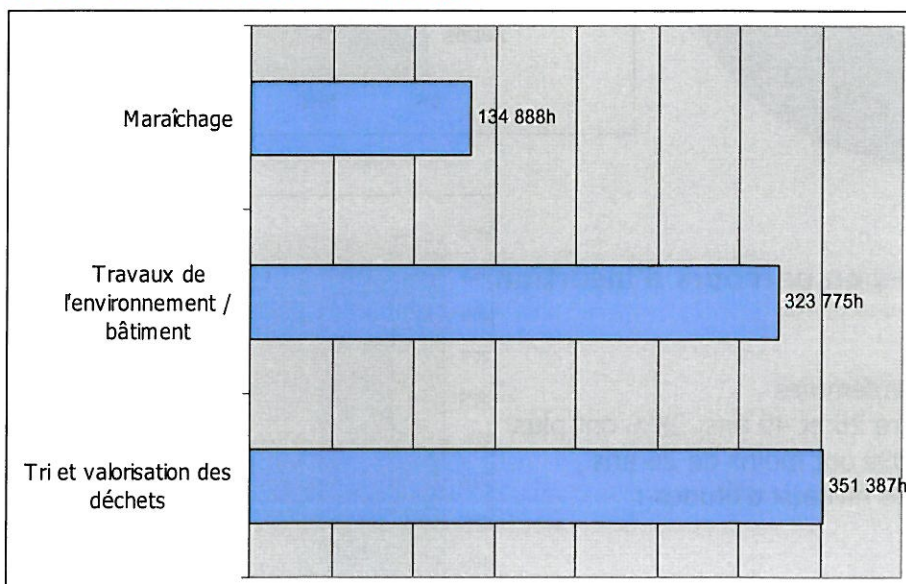 Maraîchage
134 888h
Travaux de
l'environnement /
bâtiment
323 775h
Tri et valorisation des
déchets
351 387h